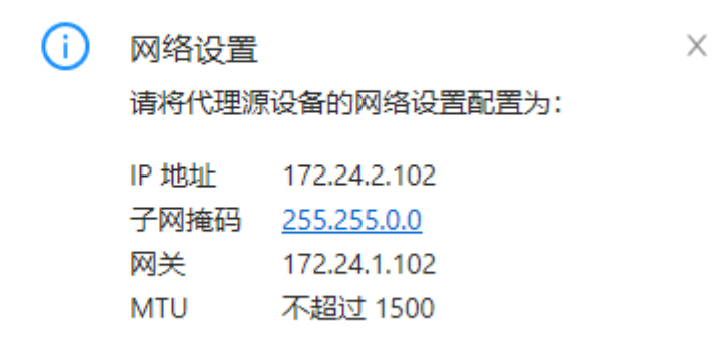 网络设置
请将代理源设备的网络设置配置为：
IP 地址 172.24.2.102
子网掩码 255.255.0.0
网关 172.24.1.102
MTU 不超过 1500